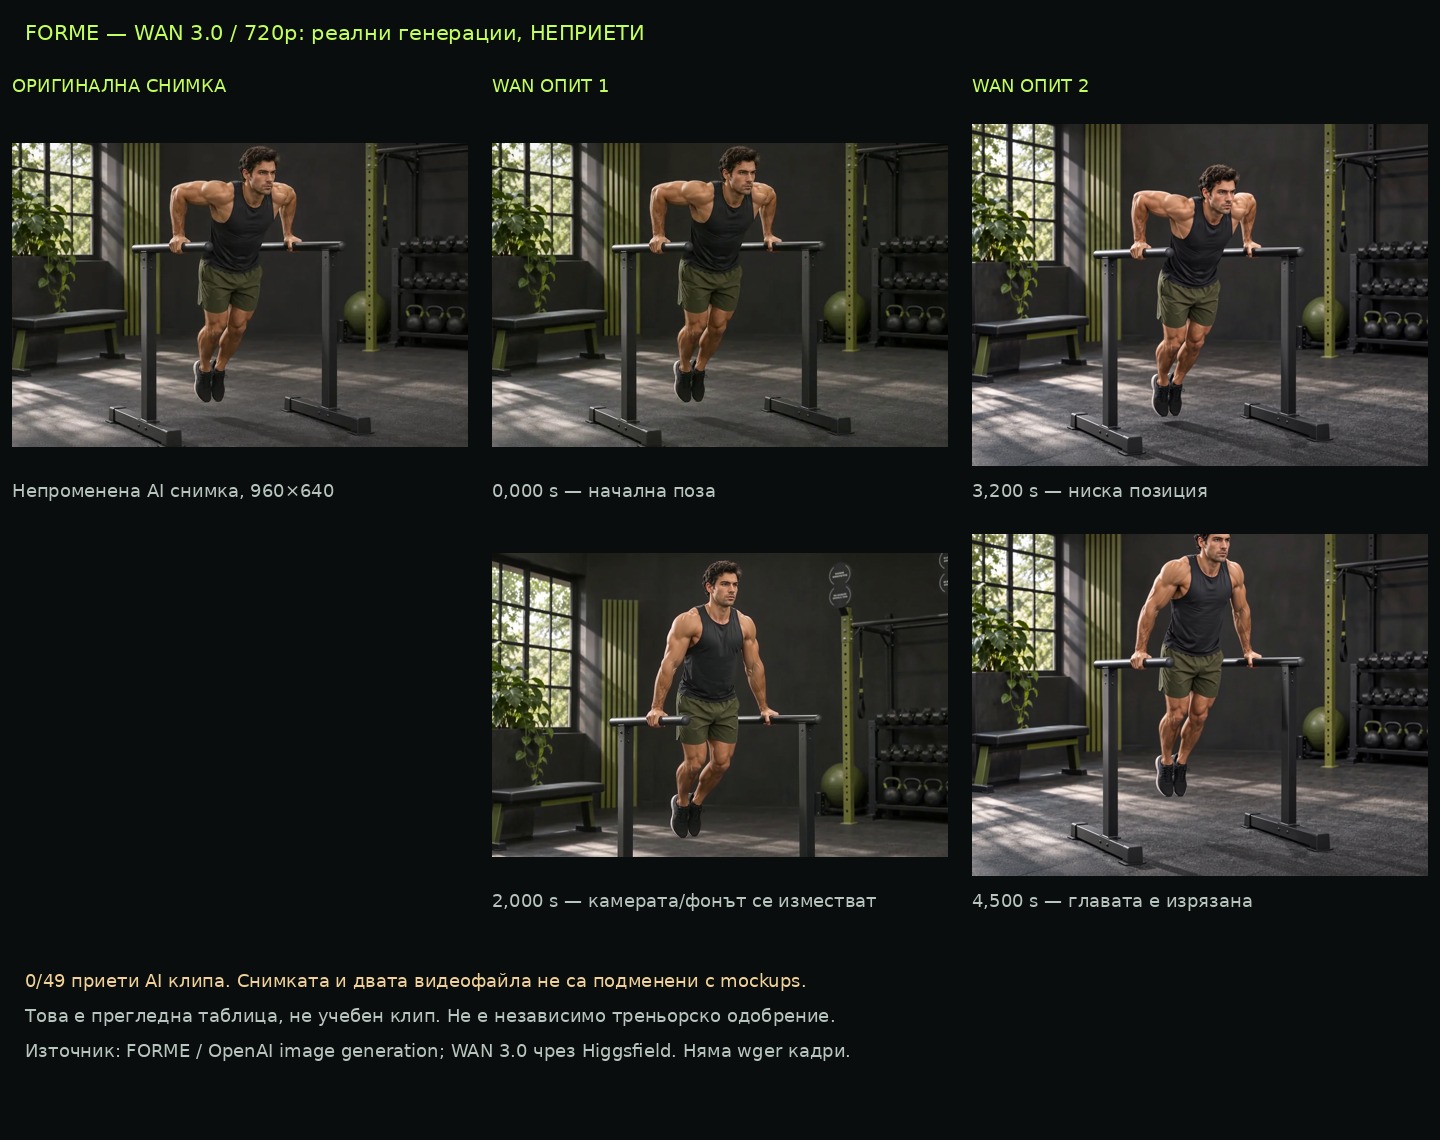 FORME — WAN 3.0 / 720p: реални генерации, НЕПРИЕТИ
ОРИГИНАЛНА СНИМКА
WAN ОПИТ 1
WAN ОПИТ 2
Непроменена AI снимка, 960×640
0,000 s — начална поза
3,200 s — ниска позиция
2,000 s — камерата/фонът се изместват
4,500 s — главата е изрязана
0/49 приети AI клипа. Снимката и двата видеофайла не са подменени с mockups.
Това е прегледна таблица, не учебен клип. Не е независимо треньорско одобрение.
Източник: FORME / OpenAI image generation; WAN 3.0 чрез Higgsfield. Няма wger кадри.